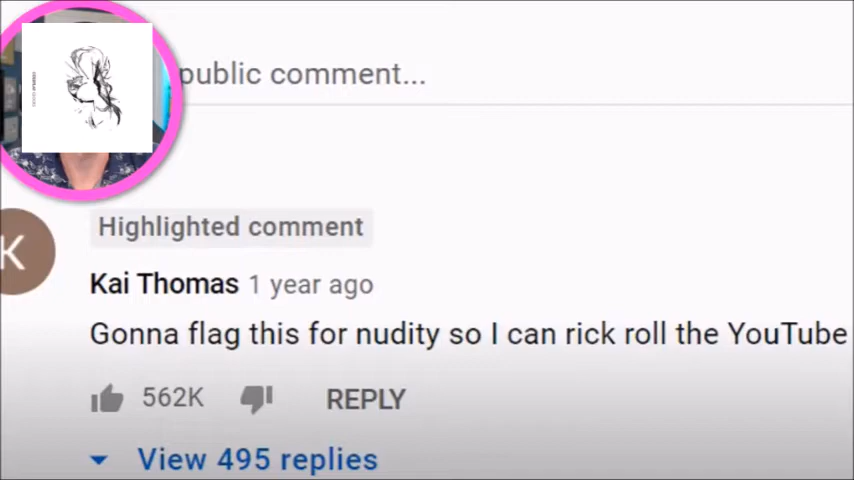 public comment...
Highlighted comment
K
Kai Thomas 1 year ago
Gonna flag this for nudity so I can rick roll the YouTube
562K REPLY
View 495 replies